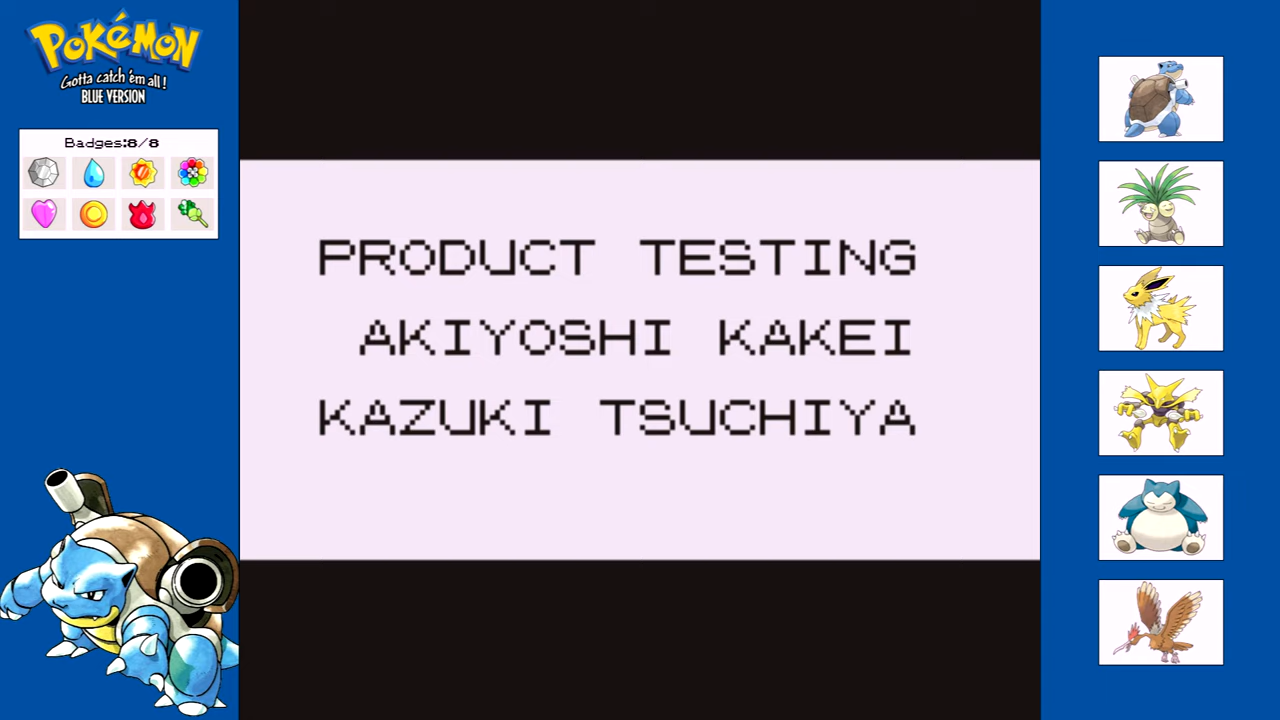 POKéMON
Gotta catch 'em all!
BLUE VERSION
Badges:8/8
PRODUCT TESTING
AKIYOSHI KAKEI
KAZUKI TSUCHIYA